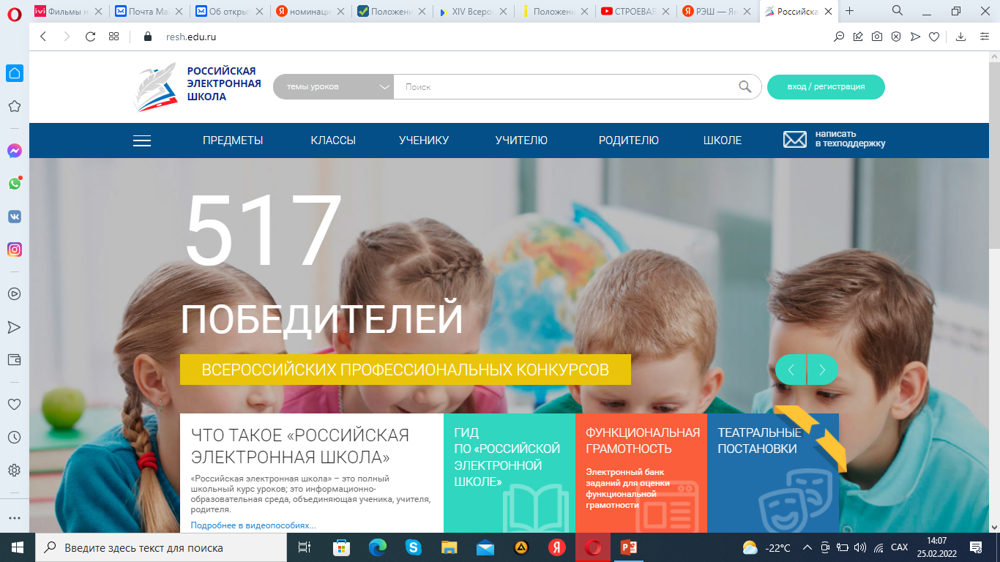 Фильмы н
Почта Ma
Об откры
номинаци
Положени
XIV Всеро
Положени
СТРОЕВАЯ
РЭШ — Ян
Российска
resh.edu.ru
РОССИЙСКАЯ
ЭЛЕКТРОННАЯ
ШКОЛА
темы уроков
Поиск
вход / регистрация
ПРЕДМЕТЫ
КЛАССЫ
УЧЕНИКУ
УЧИТЕЛЮ
РОДИТЕЛЮ
ШКОЛЕ
написать
в техподдержку
517
ПОБЕДИТЕЛЕЙ
ВСЕРОССИЙСКИХ ПРОФЕССИОНАЛЬНЫХ КОНКУРСОВ
ЧТО ТАКОЕ «РОССИЙСКАЯ
ЭЛЕКТРОННАЯ ШКОЛА»
«Российская электронная школа» – это полный
школьный курс уроков; это информационно-
образовательная среда, объединяющая ученика, учителя,
родителя.
Подробнее в видеопособиях...
ГИД
ПО «РОССИЙСКОЙ
ЭЛЕКТРОННОЙ
ШКОЛЕ»
ФУНКЦИОНАЛЬНАЯ
ГРАМОТНОСТЬ
Электронный банк
заданий для оценки
функциональной
грамотности
ТЕАТРАЛЬНЫЕ
ПОСТАНОВКИ
Введите здесь текст для поиска
-22°C
САХ
14:07
25.02.2022